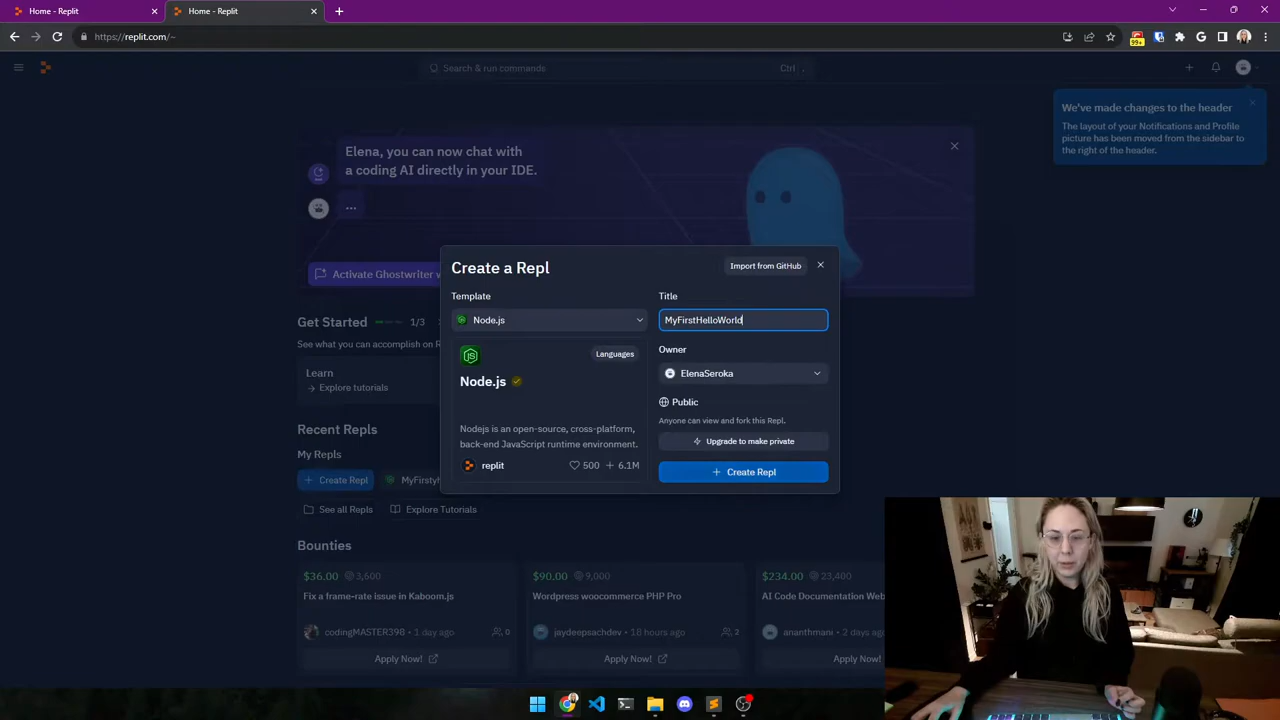 Home - Replit
Home - Replit
https://replit.com/~
99+
Search & run commands
Ctrl .
We've made changes to the header
The layout of your Notifications and Profile
picture has been moved from the sidebar to
the right of the header.
Elena, you can now chat with
a coding AI directly in your IDE.
Activate Ghostwriter
Create a Repl
Import from GitHub
Template
Title
Node.js
MyFirstHelloWorld
Languages
Node.js
Nodejs is an open-source, cross-platform,
back-end JavaScript runtime environment.
replit
500
6.1M
Owner
ElenaSeroka
Public
Anyone can view and fork this Repl.
Upgrade to make private
Create Repl
Get Started
1/3
See what you can accomplish on
Learn
Explore tutorials
Recent Repls
My Repls
Create Repl
See all Repls
Explore Tutorials
Bounties
$36.00 3,600
Fix a frame-rate issue in Kaboom.js
codingMASTER398 • 1 day ago
0
Apply Now!
$90.00 9,000
Wordpress woocommerce PHP Pro
jaydeepsachdev • 18 hours ago
2
Apply Now!
$234.00 23,400
AI Code Documentation Web
ananthmani • 2 days
Apply Now!